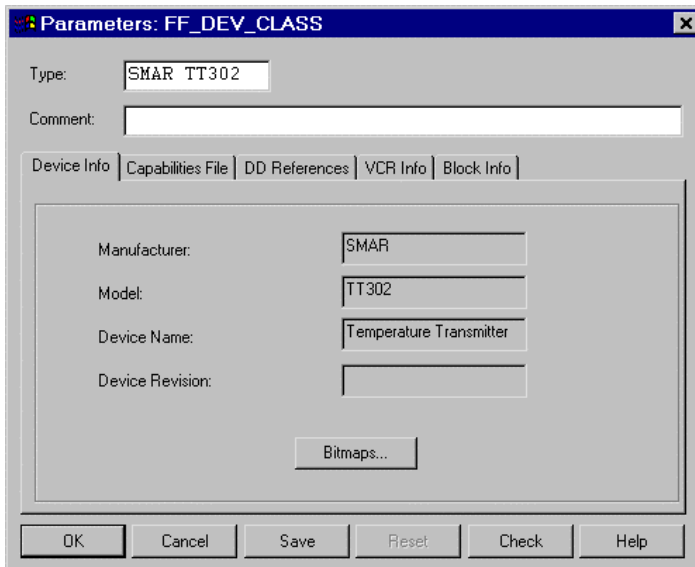 Parameters: FF_DEV_CLASS
Type: SMAR TT302
Comment:
Device Info Capabilities File DD References VCR Info Block Info
Manufacturer: SMAR
Model: TT302
Device Name: Temperature Transmitter
Device Revision:
Bitmaps...
OK Cancel Save Reset Check Help